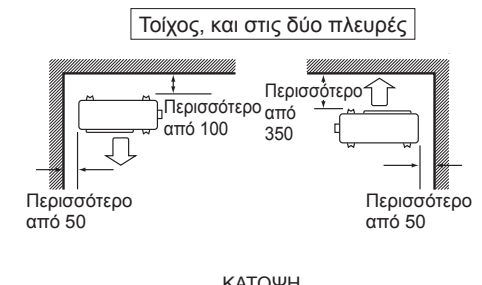 Τοίχος, και στις δύο πλευρές
Περισσότερο
από 100
Περισσότερο
από
350
Περισσότερο
από 50
Περισσότερο
από 50
ΚΑΤΟΨΗ